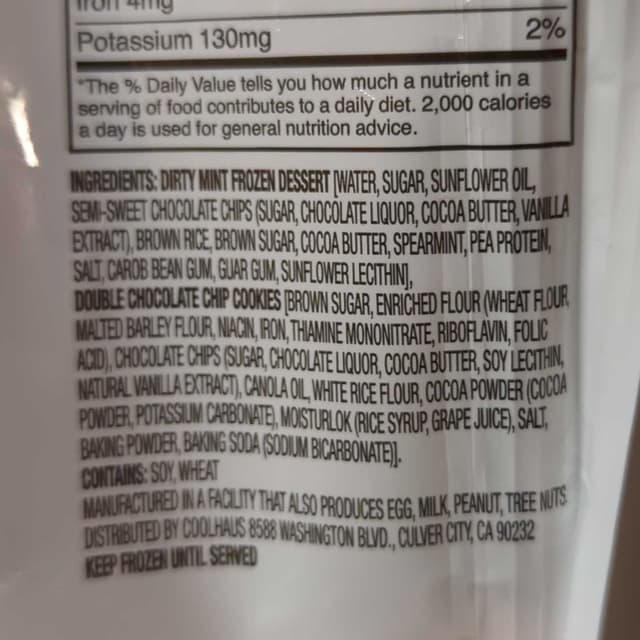 Iron 4mg
Potassium 130mg 2%
*The % Daily Value tells you how much a nutrient in a
serving of food contributes to a daily diet. 2,000 calories
a day is used for general nutrition advice.
INGREDIENTS: DIRTY MINT FROZEN DESSERT [WATER, SUGAR, SUNFLOWER OIL,
SEMI-SWEET CHOCOLATE CHIPS (SUGAR, CHOCOLATE LIQUOR, COCOA BUTTER, VANILLA
EXTRACT), BROWN RICE, BROWN SUGAR, COCOA BUTTER, SPEARMINT, PEA PROTEIN,
SALT, CAROB BEAN GUM, GUAR GUM, SUNFLOWER LECITHIN],
DOUBLE CHOCOLATE CHIP COOKIES [BROWN SUGAR, ENRICHED FLOUR (WHEAT FLOUR,
MALTED BARLEY FLOUR, NIACIN, IRON, THIAMINE MONONITRATE, RIBOFLAVIN, FOLIC
ACID), CHOCOLATE CHIPS (SUGAR, CHOCOLATE LIQUOR, COCOA BUTTER, SOY LECITHIN,
NATURAL VANILLA EXTRACT), CANOLA OIL, WHITE RICE FLOUR, COCOA POWDER (COCOA
POWDER, POTASSIUM CARBONATE), MOISTURLOK (RICE SYRUP, GRAPE JUICE), SALT,
BAKING POWDER, BAKING SODA (SODIUM BICARBONATE)].
CONTAINS: SOY, WHEAT
MANUFACTURED IN A FACILITY THAT ALSO PRODUCES EGG, MILK, PEANUT, TREE NUTS.
DISTRIBUTED BY COOLHAUS 8588 WASHINGTON BLVD., CULVER CITY, CA 90232
KEEP FROZEN UNTIL SERVED